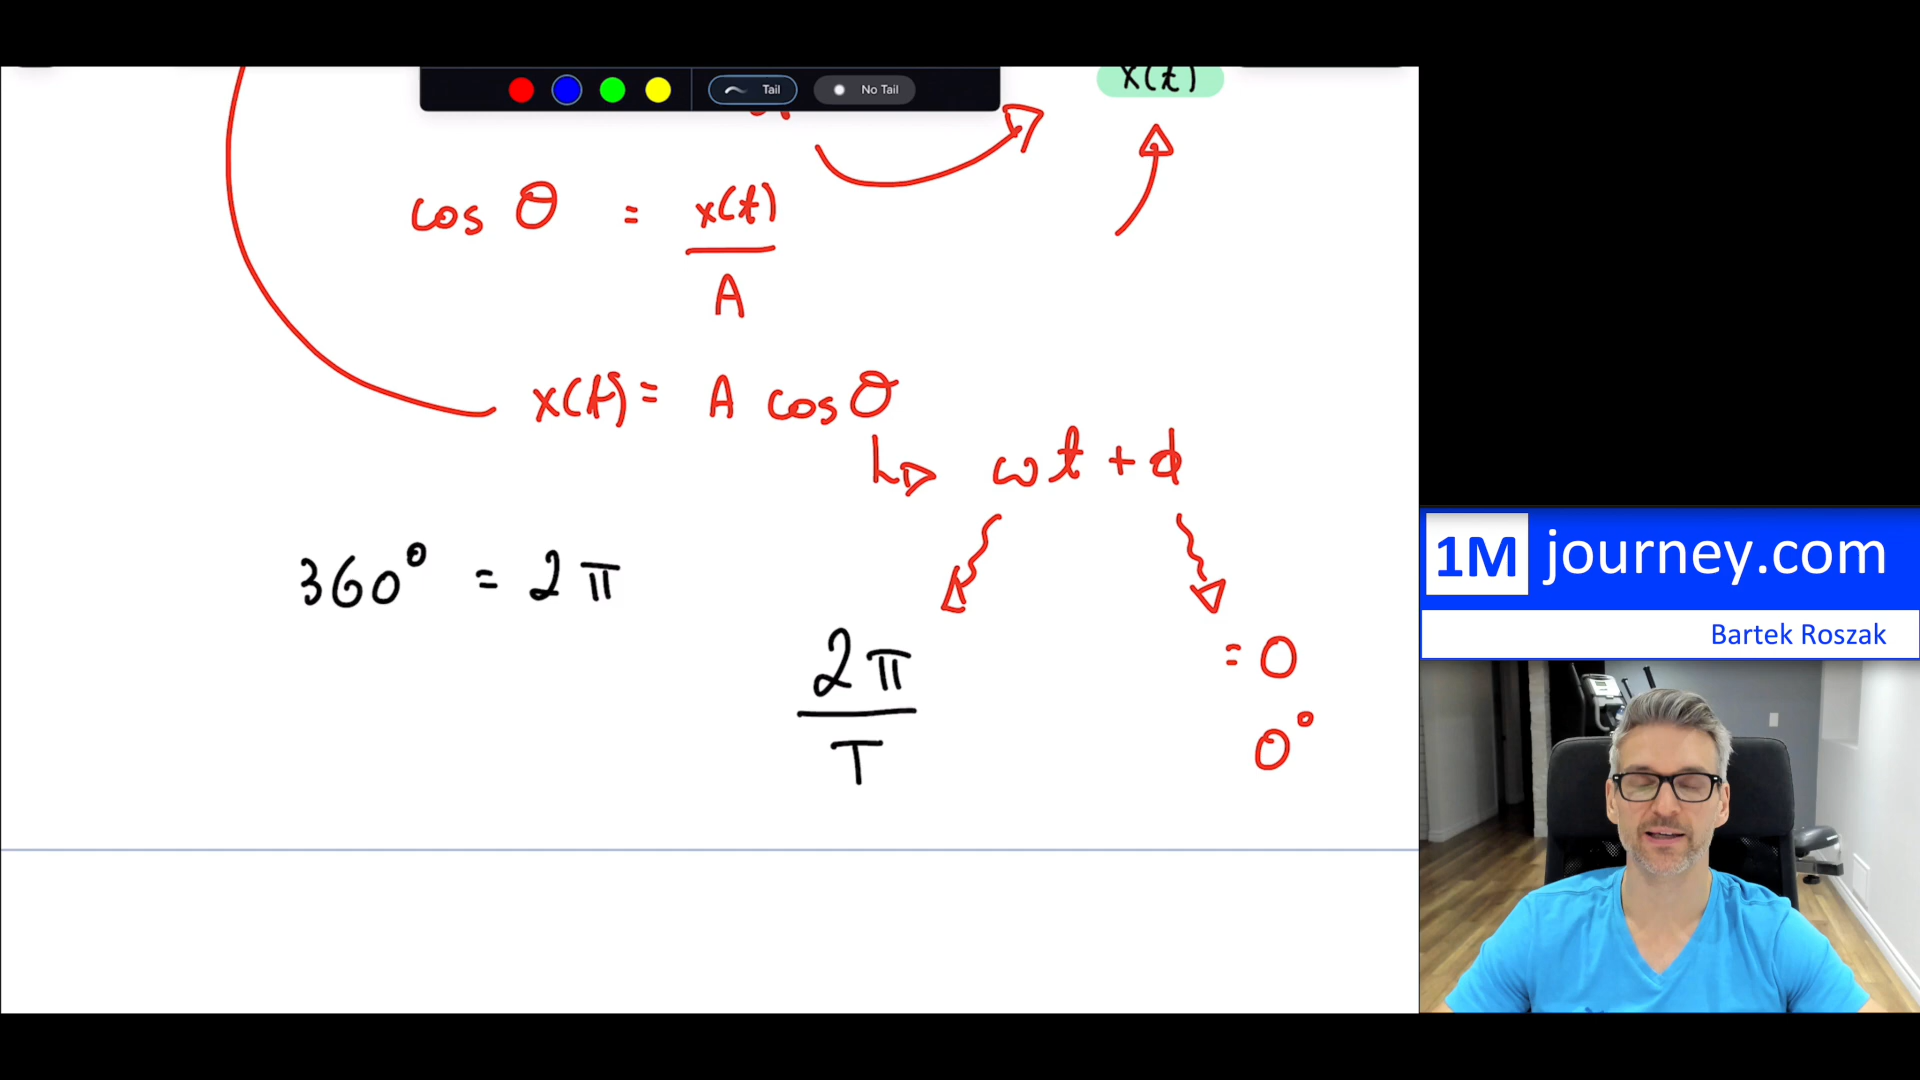 x(t)
Tail
No Tail
cos θ = x(t)
A
x(t) = A cos θ
ωt + ϕ
360° = 2π
2π
T
= 0
0°
1M journey.com
Bartek Roszak